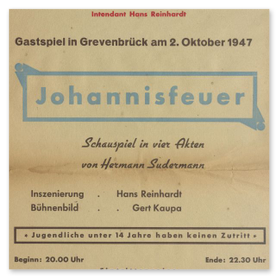 Intendant Hans Reinhardt
Gastspiel in Grevenbrück am 2. Oktober 1947
Johannisfeuer
Schauspiel in vier Akten
von Hermann Sudermann
Inszenierung . Hans Reinhardt
Bühnenbild . . Gert Kaupa
• Jugendliche unter 14 Jahre haben keinen Zutritt •
Beginn: 20.00 Uhr Ende: 22.30 Uhr